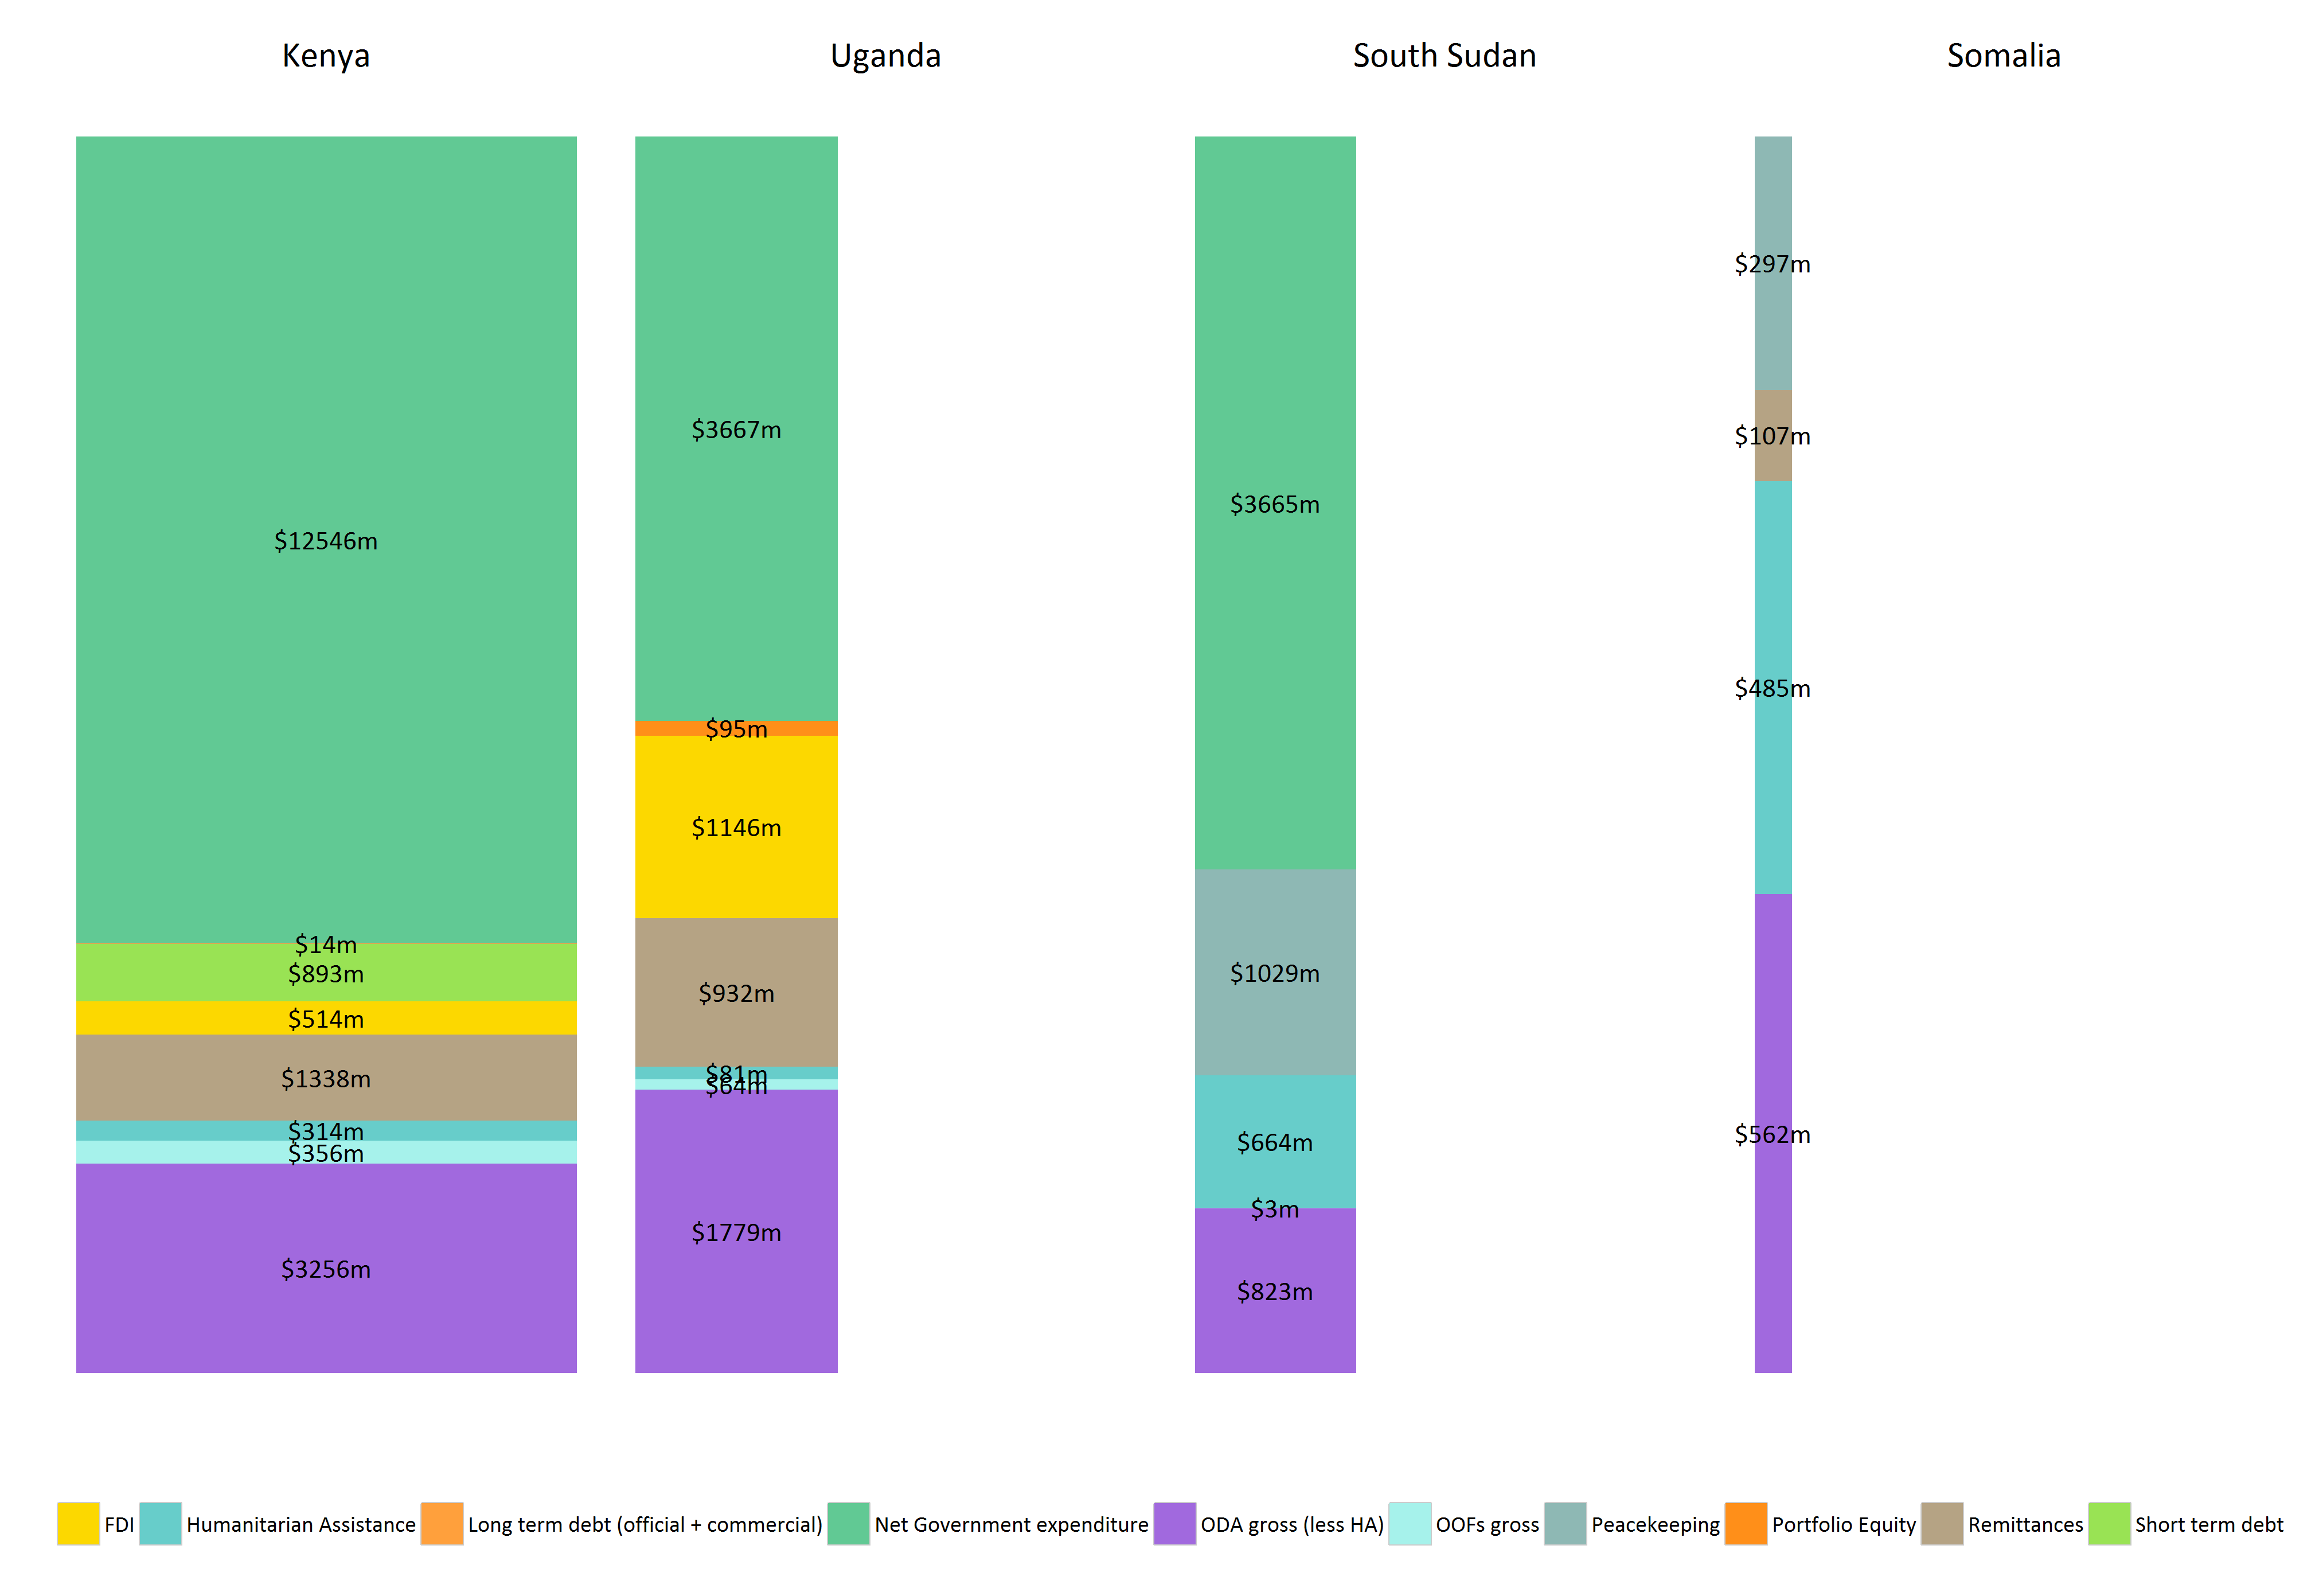 Kenya
Uganda
South Sudan
Somalia
$12546m
$14m
$893m
$514m
$1338m
$314m
$356m
$3256m
$3667m
$95m
$1146m
$932m
$81m
$64m
$1779m
$3665m
$1029m
$664m
$3m
$823m
$297m
$107m
$485m
$562m
FDI Humanitarian Assistance Long term debt (official + commercial) Net Government expenditure ODA gross (less HA) OOFs gross Peacekeeping Portfolio Equity Remittances Short term debt